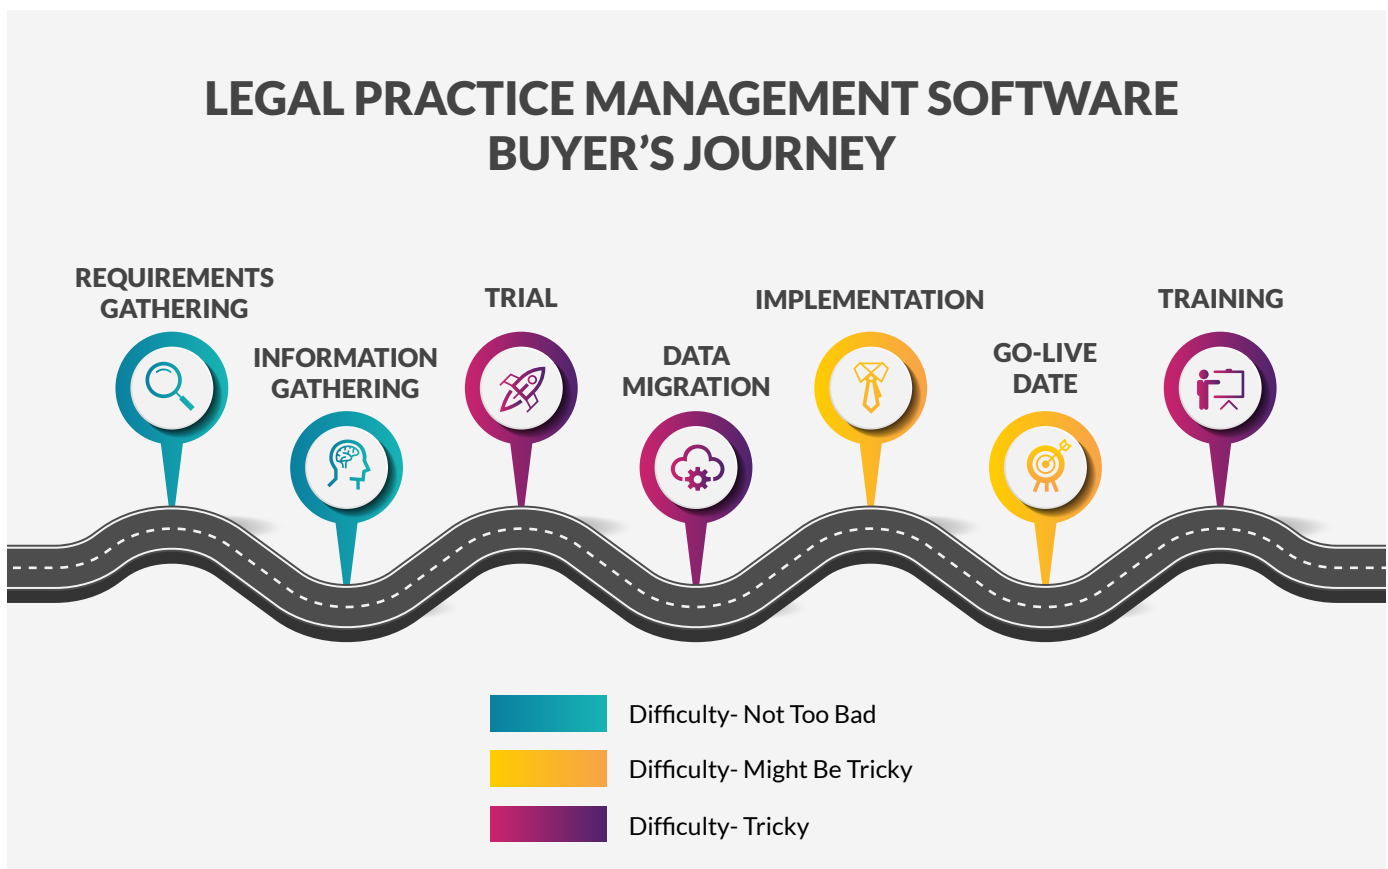 LEGAL PRACTICE MANAGEMENT SOFTWARE
BUYER’S JOURNEY
REQUIREMENTS
GATHERING
INFORMATION
GATHERING
TRIAL
DATA
MIGRATION
IMPLEMENTATION
GO-LIVE
DATE
TRAINING
Difficulty- Not Too Bad
Difficulty- Might Be Tricky
Difficulty- Tricky